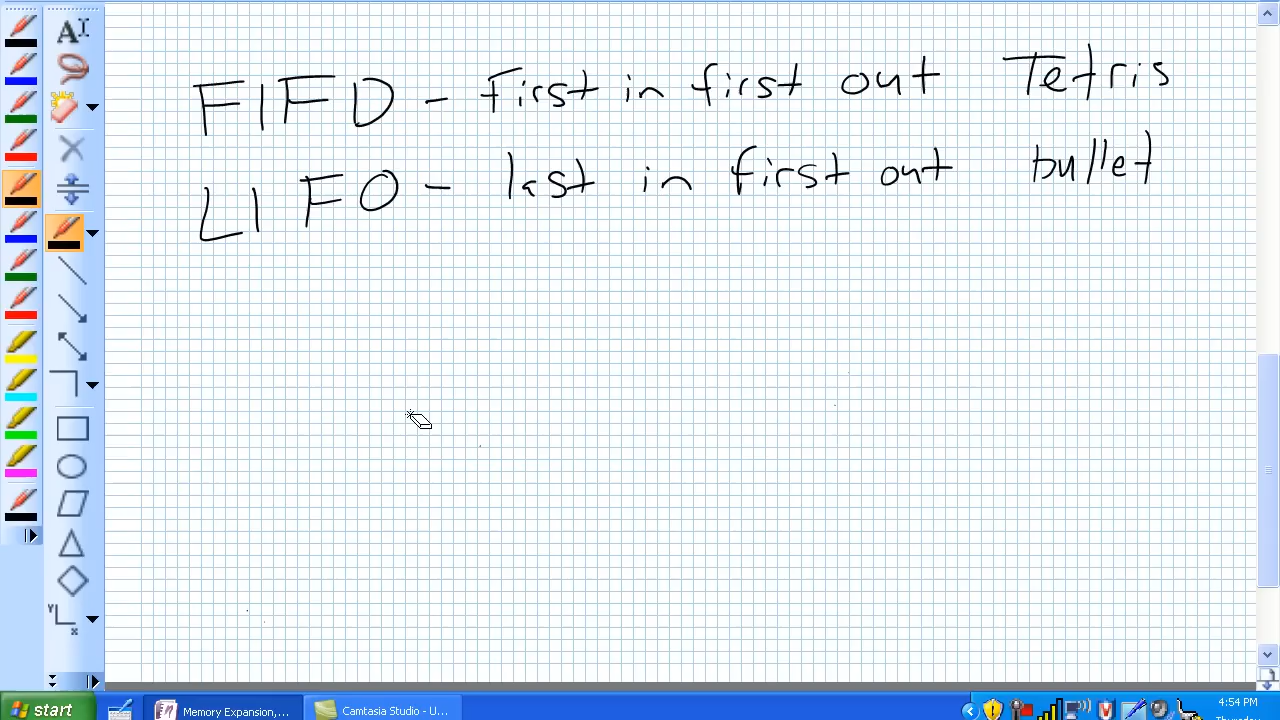 FIFO - First in first out Tetris
LIFO - last in first out bullet
start
Memory Expansion,...
Camtasia Studio - U...
4:54 PM
Thursday